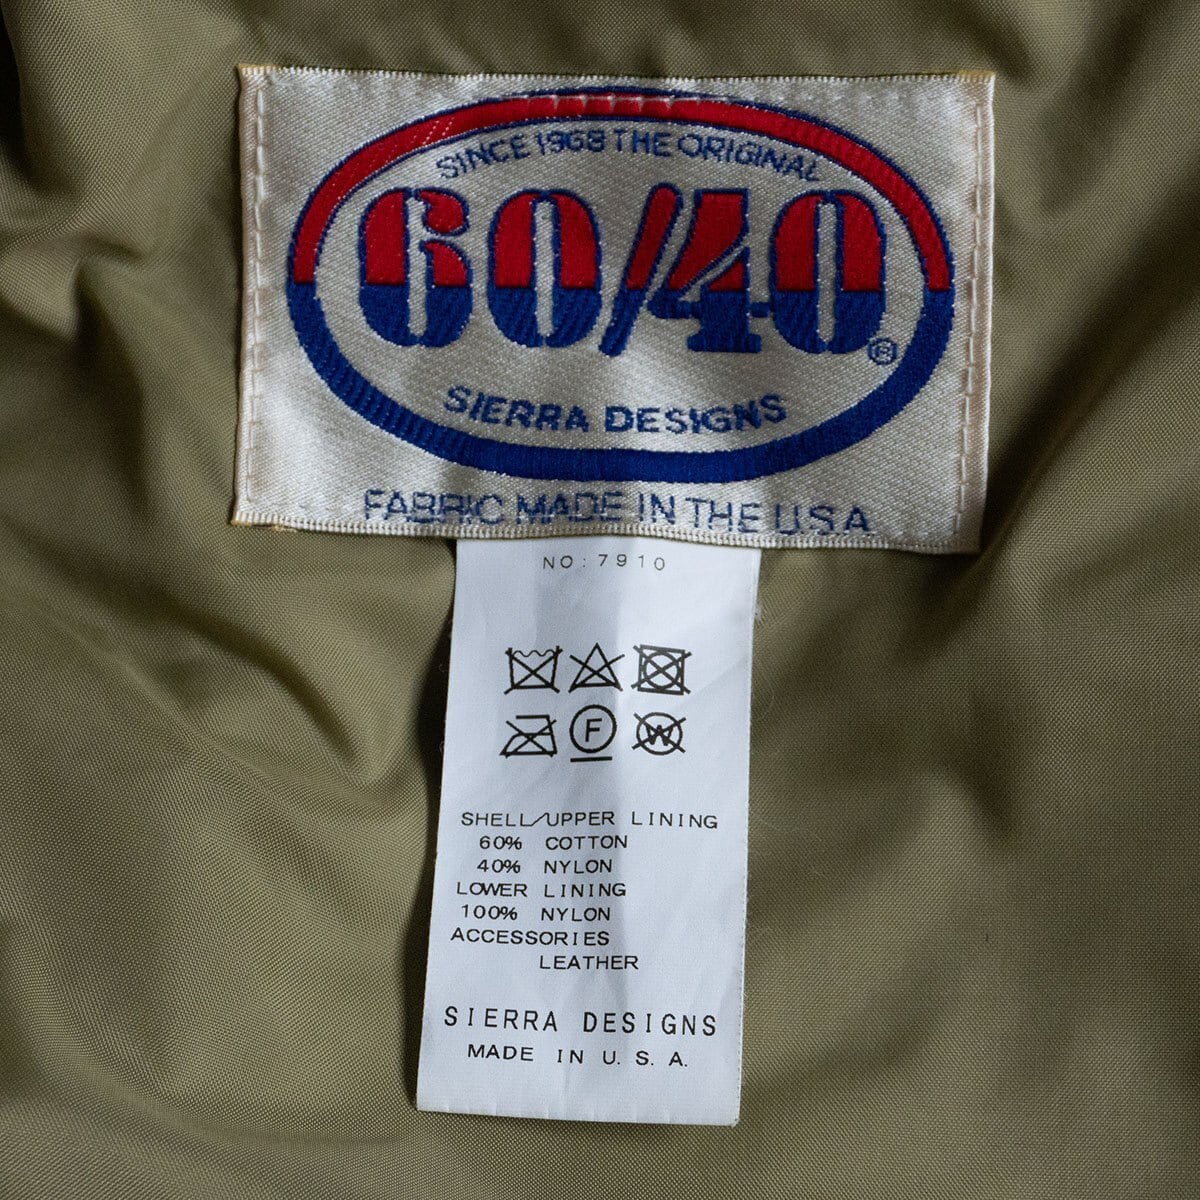 SINCE 1968 THE ORIGINAL
60/40®
SIERRA DESIGNS
FABRIC MADE IN THE U.S.A
NO:7910
F
W
SHELL/UPPER LINING
60% COTTON
40% NYLON
LOWER LINING
100% NYLON
ACCESSORIES
LEATHER
SIERRA DESIGNS
MADE IN U.S.A.